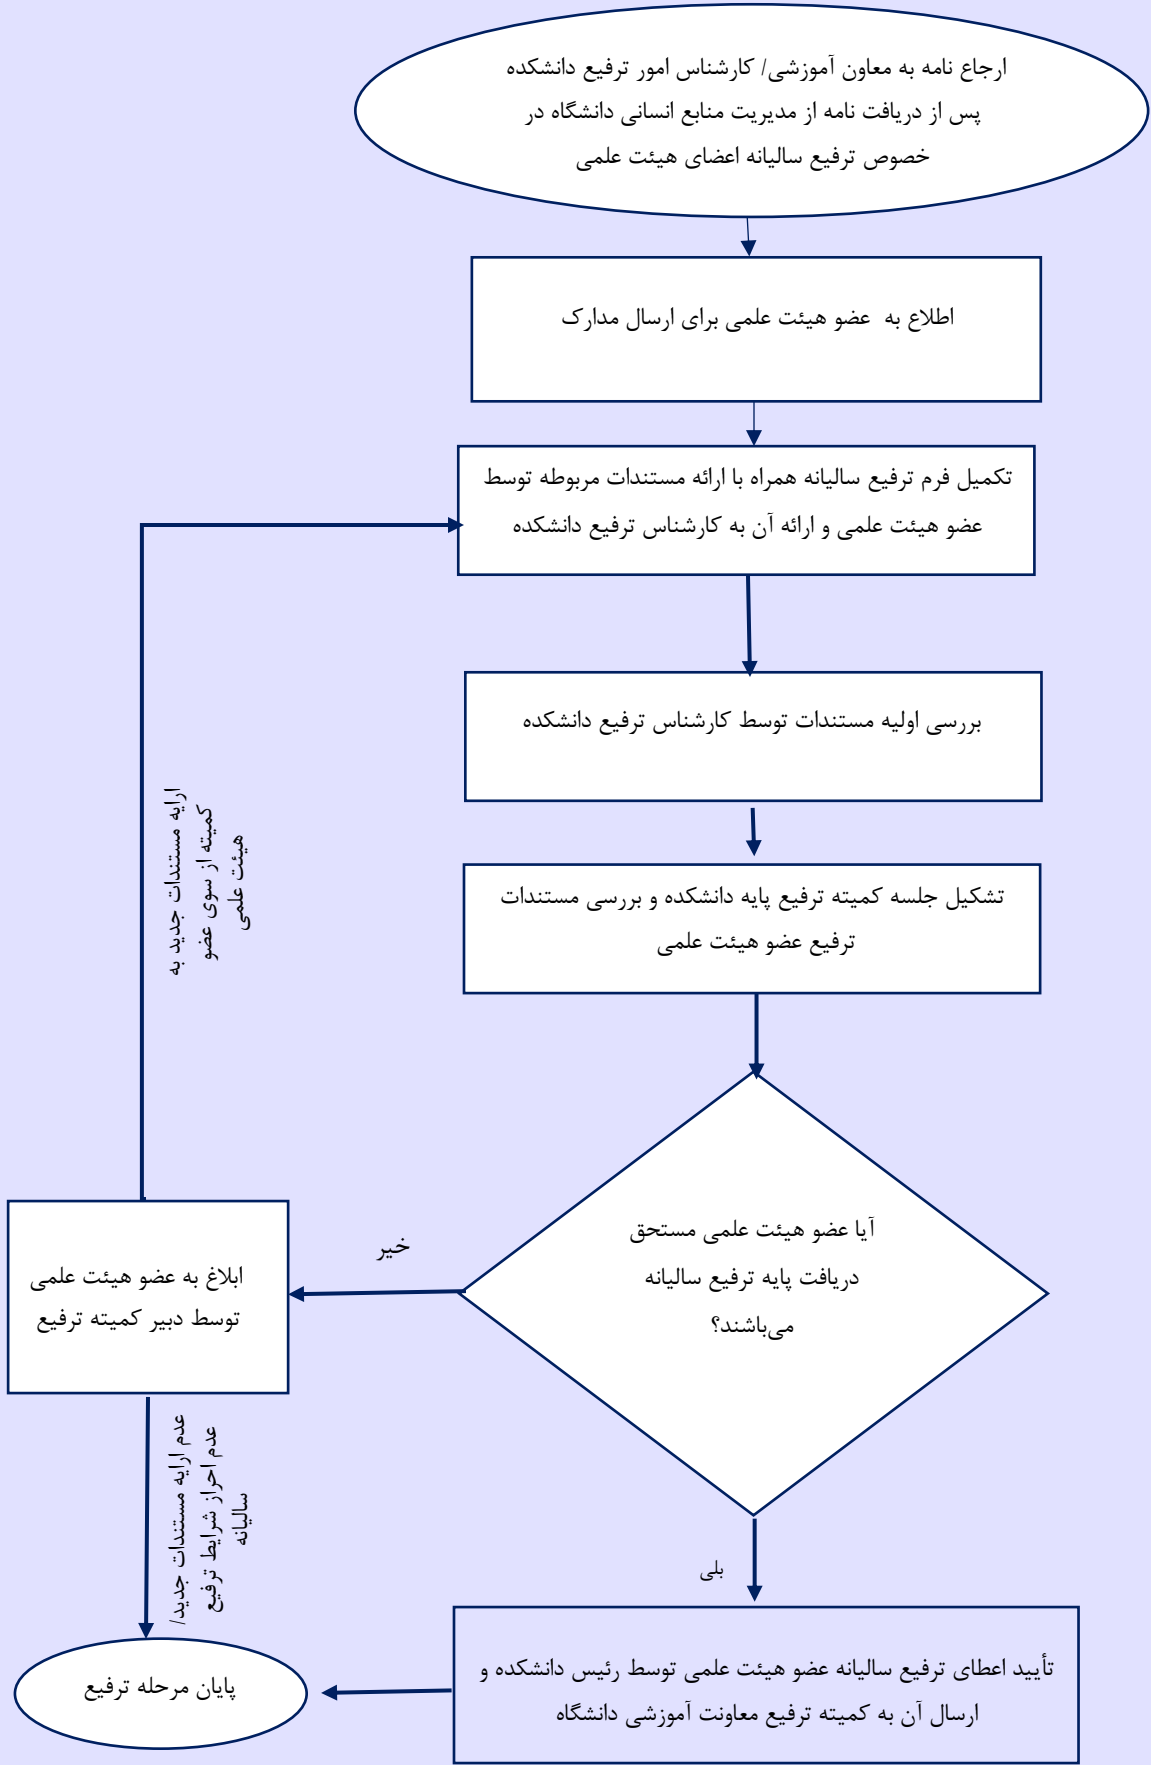 ارجاع نامه به معاون آموزشی/ کارشناس امور ترفیع دانشکده
پس از دریافت نامه از مدیریت منابع انسانی دانشگاه در
خصوص ترفیع سالیانه اعضای هیئت علمی
اطلاع به عضو هیئت علمی برای ارسال مدارک
تکمیل فرم ترفیع سالیانه همراه با ارائه مستندات مربوطه توسط
عضو هیئت علمی و ارائه آن به کارشناس ترفیع دانشکده
بررسی اولیه مستندات توسط کارشناس ترفیع دانشکده
ارایه مستندات جدید به
کمیته از سوی عضو
هیئت علمی
تشکیل جلسه کمیته ترفیع پایه دانشکده و بررسی مستندات
ترفیع عضو هیئت علمی
آیا عضو هیئت علمی مستحق
دریافت پایه ترفیع سالیانه
می‌باشند؟
خیر
ابلاغ به عضو هیئت علمی
توسط دبیر کمیته ترفیع
عدم ارایه مستندات جدید/
عدم احراز شرایط ترفیع
سالیانه
بلی
تأیید اعطای ترفیع سالیانه عضو هیئت علمی توسط رئیس دانشکده و
ارسال آن به کمیته ترفیع معاونت آموزشی دانشگاه
پایان مرحله ترفیع